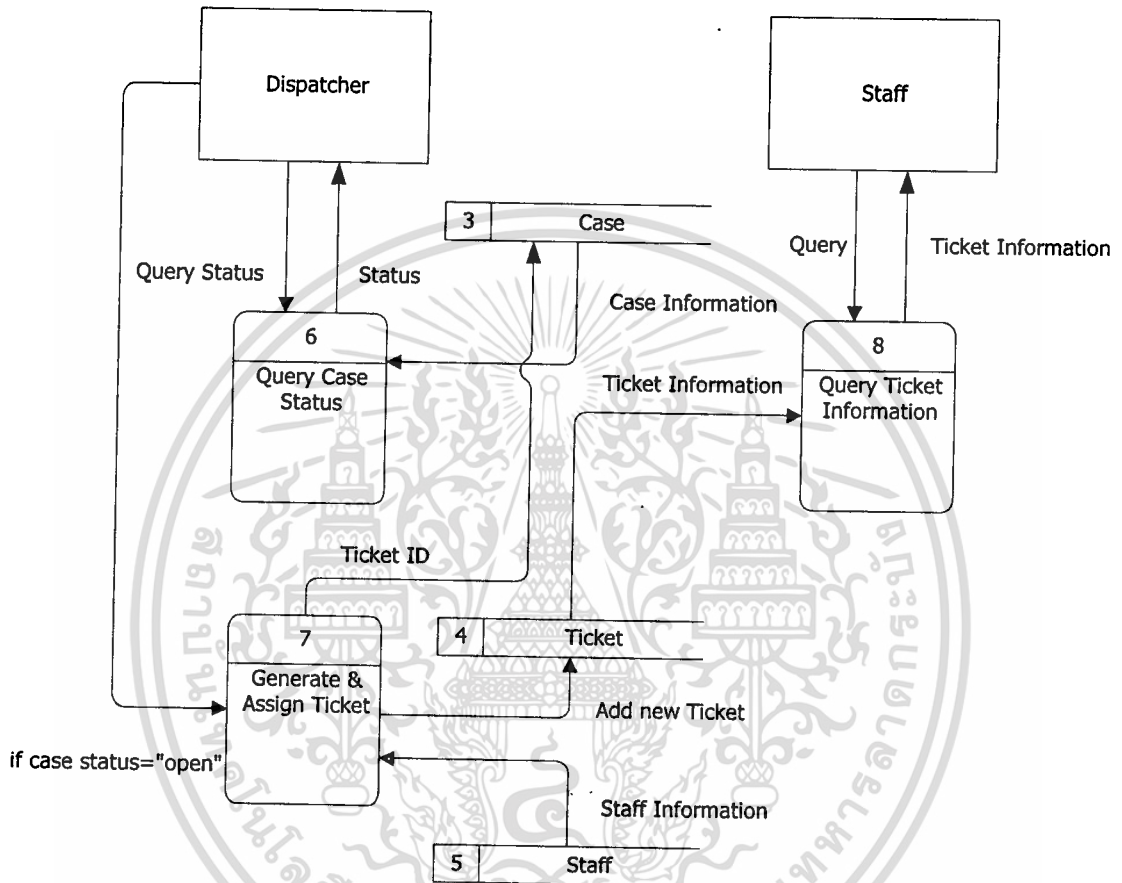 Dispatcher
Staff
3
Case
Query
Ticket Information
Query Status
Status
Case Information
6
Query Case
Status
8
Query Ticket
Information
Ticket Information
Ticket ID
7
Generate &
Assign Ticket
4
Ticket
Add new Ticket
if case status="open"
Staff Information
5
Staff